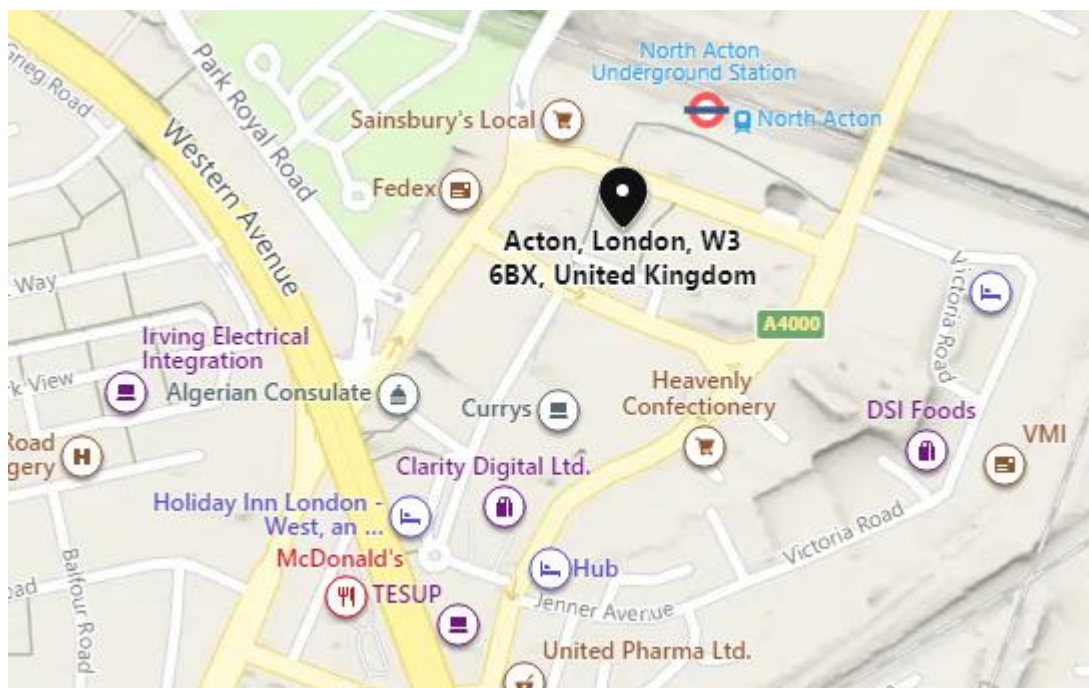 Grieg Road
Park Royal Road
Western Avenue
North Acton
Underground Station
North Acton
Sainsbury's Local
Fedex
Acton, London, W3
6BX, United Kingdom
Way
Victoria Road
A4000
Irving Electrical
Integration
View
Algerian Consulate
Currys
Heavenly
Confectionery
DSI Foods
VMI
Road
gery
Clarity Digital Ltd.
Holiday Inn London -
West, an ...
Victoria Road
McDonald's
TESUP
Hub
Jenner Avenue
Balfour Road
United Pharma Ltd.